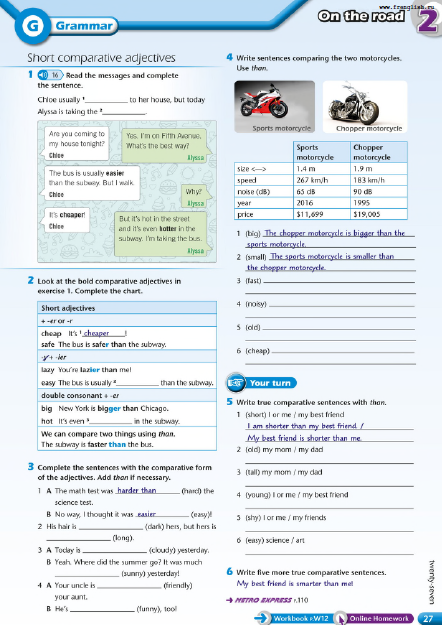 www.frenglish.ru
G Grammar
On the road 2
Short comparative adjectives
1 16 Read the messages and complete
the sentence.
Chloe usually 1____________ to her house, but today
Alyssa is taking the 2____________.
Are you coming to
my house tonight?
Chloe
Yes. I'm on Fifth Avenue.
What's the best way?
Alyssa
The bus is usually easier
than the subway. But I walk.
Chloe
Why?
Alyssa
It's cheaper!
Chloe
But it's hot in the street
and it's even hotter in the
subway. I'm taking the bus.
Alyssa
2 Look at the bold comparative adjectives in
exercise 1. Complete the chart.
Short adjectives
+ -er or -r
cheap It's 1 cheaper !
safe The bus is safer than the subway.
-y + -ier
lazy You're lazier than me!
easy The bus is usually 2____________ than the subway.
double consonant + -er
big New York is bigger than Chicago.
hot It's even 3____________ in the subway.
We can compare two things using than.
The subway is faster than the bus.
3 Complete the sentences with the comparative form
of the adjectives. Add than if necessary.
1 A The math test was harder than (hard) the
science test.
B No way, I thought it was easier (easy)!
2 His hair is ____________ (dark) hers, but hers is
____________ (long).
3 A Today is ____________ (cloudy) yesterday.
B Yeah. Where did the summer go? It was much
____________ (sunny) yesterday!
4 A Your uncle is ____________ (friendly)
your aunt.
B He's ____________ (funny), too!
4 Write sentences comparing the two motorcycles.
Use than.
Sports motorcycle
Chopper motorcycle
Sports motorcycle Chopper motorcycle
size <—> 1.4 m 1.9 m
speed 267 km/h 183 km/h
noise (dB) 65 dB 90 dB
year 2016 1995
price $11,699 $19,005
1 (big) The chopper motorcycle is bigger than the
sports motorcycle.
2 (small) The sports motorcycle is smaller than
the chopper motorcycle.
3 (fast) ____________
4 (noisy) ____________
5 (old) ____________
6 (cheap) ____________
Your turn
5 Write true comparative sentences with than.
1 (short) I or me / my best friend
I am shorter than my best friend. /
My best friend is shorter than me.
2 (old) my mom / my dad
3 (tall) my mom / my dad
4 (young) I or me / my best friend
5 (shy) I or me / my friends
6 (easy) science / art
6 Write five more true comparative sentences.
My best friend is smarter than me!
METRO EXPRESS P.110
Workbook P.W12
Online Homework
twenty-seven
27